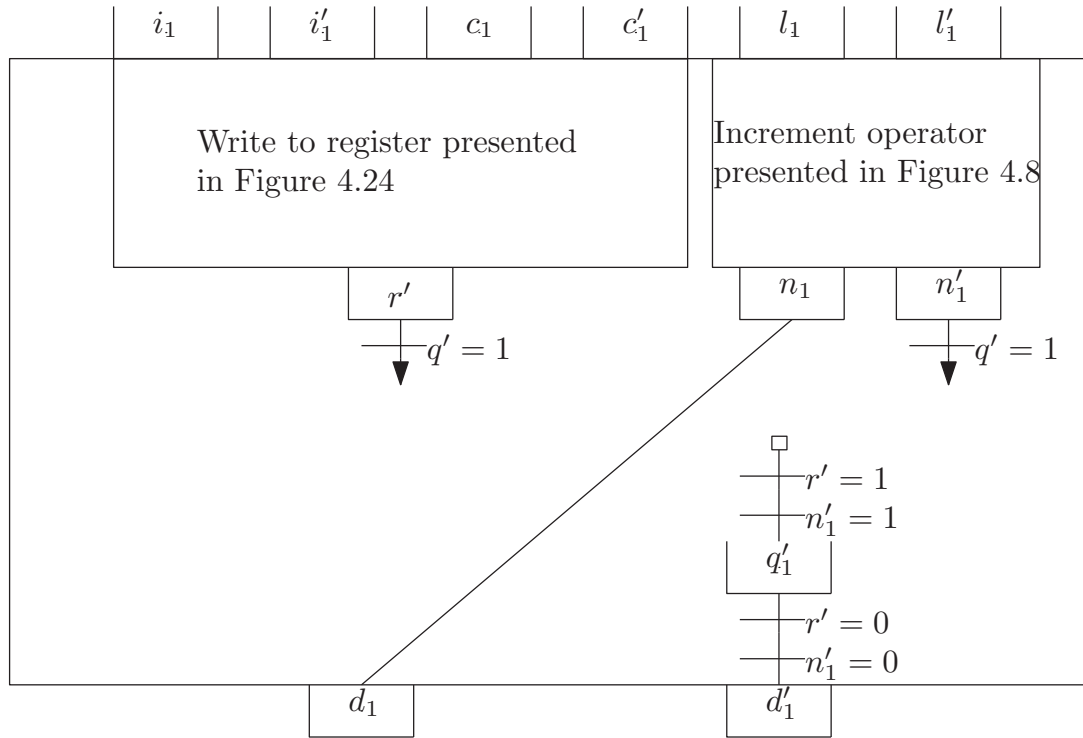 i₁ i′₁ c₁ c′₁ l₁ l′₁
Write to register presented
in Figure 4.24
Increment operator
presented in Figure 4.8
r′ n₁ n′₁
q′ = 1 q′ = 1
r′ = 1
n′₁ = 1
q′₁
r′ = 0
n′₁ = 0
d₁ d′₁